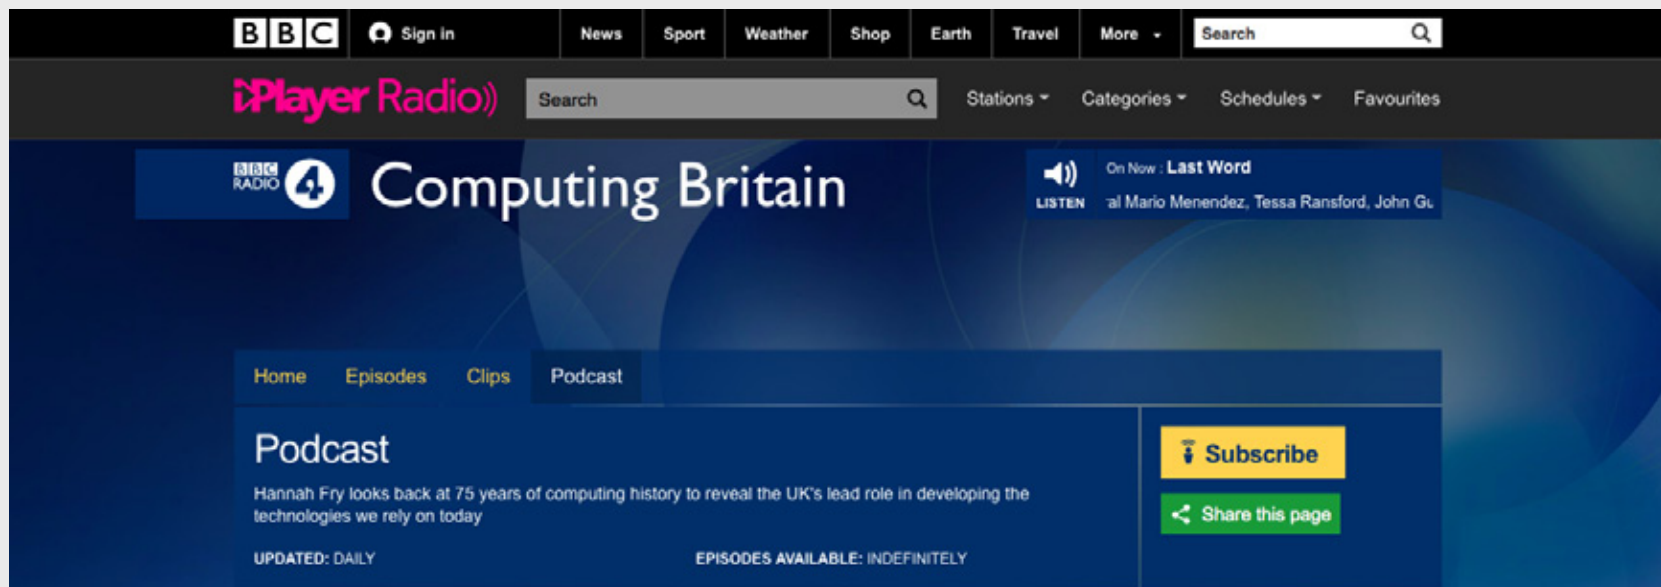 BBC Sign in News Sport Weather Shop Earth Travel More Search
iPlayer Radio Search Stations Categories Schedules Favourites
BBC RADIO 4 Computing Britain
LISTEN On Now : Last Word
al Mario Menendez, Tessa Ransford, John Gu
Home Episodes Clips Podcast
Podcast
Subscribe
Hannah Fry looks back at 75 years of computing history to reveal the UK's lead role in developing the
technologies we rely on today
Share this page
UPDATED: DAILY EPISODES AVAILABLE: INDEFINITELY